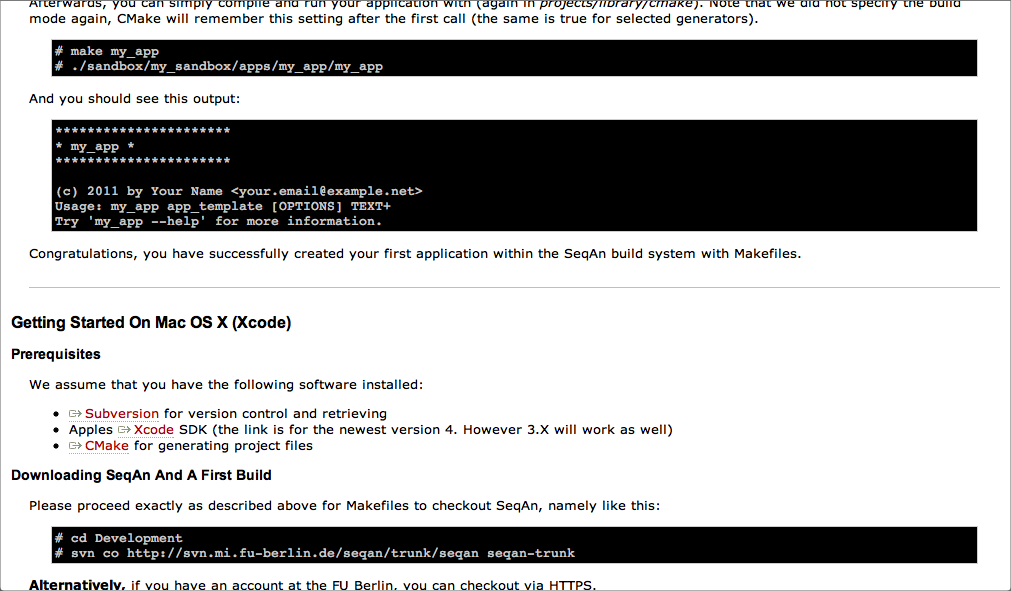 Afterwards, you can simply compile and run your application with (again in projects/library/cmake). Note that we did not specify the build
mode again, CMake will remember this setting after the first call (the same is true for selected generators).
# make my_app
# ./sandbox/my_sandbox/apps/my_app/my_app
And you should see this output:
**********************
* my_app *
**********************
(c) 2011 by Your Name <your.email@example.net>
Usage: my_app app_template [OPTIONS] TEXT+
Try 'my_app --help' for more information.
Congratulations, you have successfully created your first application within the SeqAn build system with Makefiles.
Getting Started On Mac OS X (Xcode)
Prerequisites
We assume that you have the following software installed:
• Subversion for version control and retrieving
• Apples Xcode SDK (the link is for the newest version 4. However 3.X will work as well)
• CMake for generating project files
Downloading SeqAn And A First Build
Please proceed exactly as described above for Makefiles to checkout SeqAn, namely like this:
# cd Development
# svn co http://svn.mi.fu-berlin.de/seqan/trunk/seqan seqan-trunk
Alternatively, if you have an account at the FU Berlin, you can checkout via HTTPS.